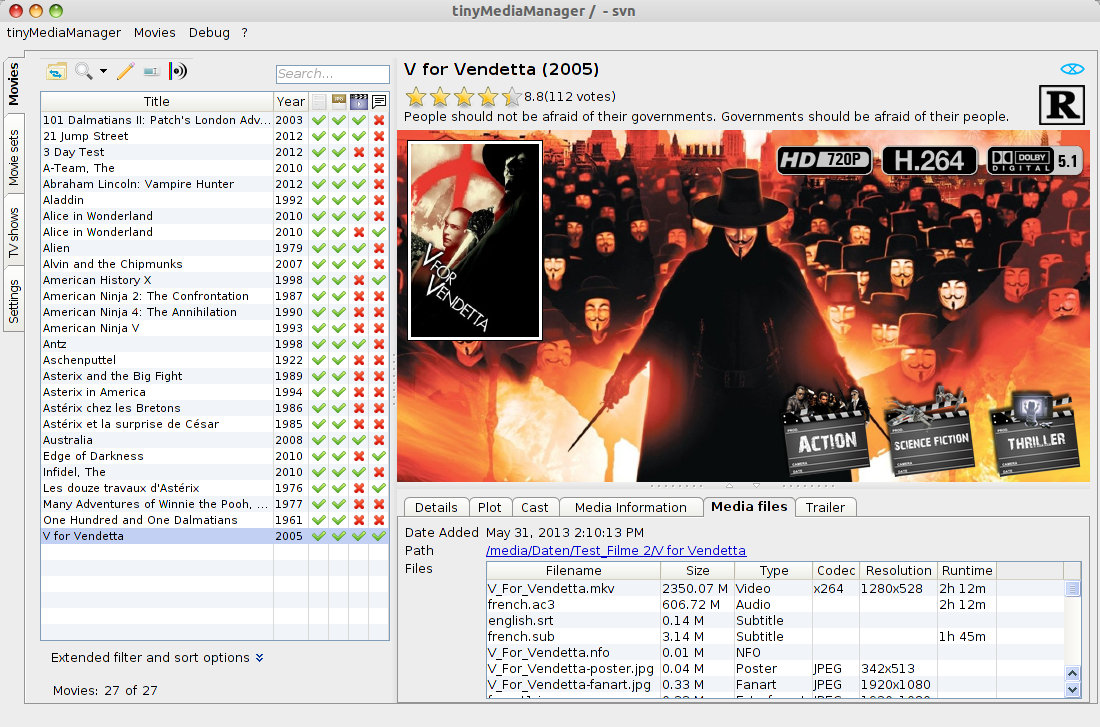 tinyMediaManager / - svn
tinyMediaManager Movies Debug ?
Movies
Movie sets
TV shows
Settings
Search...
Title Year
101 Dalmatians II: Patch's London Adv... 2003
21 Jump Street 2012
3 Day Test 2012
A-Team, The 2010
Abraham Lincoln: Vampire Hunter 2012
Aladdin 1992
Alice in Wonderland 2010
Alice in Wonderland 2010
Alien 1979
Alvin and the Chipmunks 2007
American History X 1998
American Ninja 2: The Confrontation 1987
American Ninja 4: The Annihilation 1990
American Ninja V 1993
Antz 1998
Aschenputtel 1922
Asterix and the Big Fight 1989
Asterix in America 1994
Astérix chez les Bretons 1986
Astérix et la surprise de César 1985
Australia 2008
Edge of Darkness 2010
Infidel, The 2010
Les douze travaux d'Astérix 1976
Many Adventures of Winnie the Pooh, ... 1977
One Hundred and One Dalmatians 1961
V for Vendetta 2005
Extended filter and sort options
Movies: 27 of 27
V for Vendetta (2005)
8.8(112 votes)
People should not be afraid of their governments. Governments should be afraid of their people.
R
HD 720P
H.264
DOLBY DIGITAL 5.1
V FOR VENDETTA
ACTION
SCIENCE FICTION
THRILLER
Details Plot Cast Media Information Media files Trailer
Date Added May 31, 2013 2:10:13 PM
Path /media/Daten/Test_Filme 2/V for Vendetta
Files
Filename Size Type Codec Resolution Runtime
V_For_Vendetta.mkv 2350.07 M Video x264 1280x528 2h 12m
french.ac3 606.72 M Audio 2h 12m
english.srt 0.14 M Subtitle
french.sub 3.14 M Subtitle 1h 45m
V_For_Vendetta.nfo 0.01 M NFO
V_For_Vendetta-poster.jpg 0.04 M Poster JPEG 342x513
V_For_Vendetta-fanart.jpg 0.33 M Fanart JPEG 1920x1080